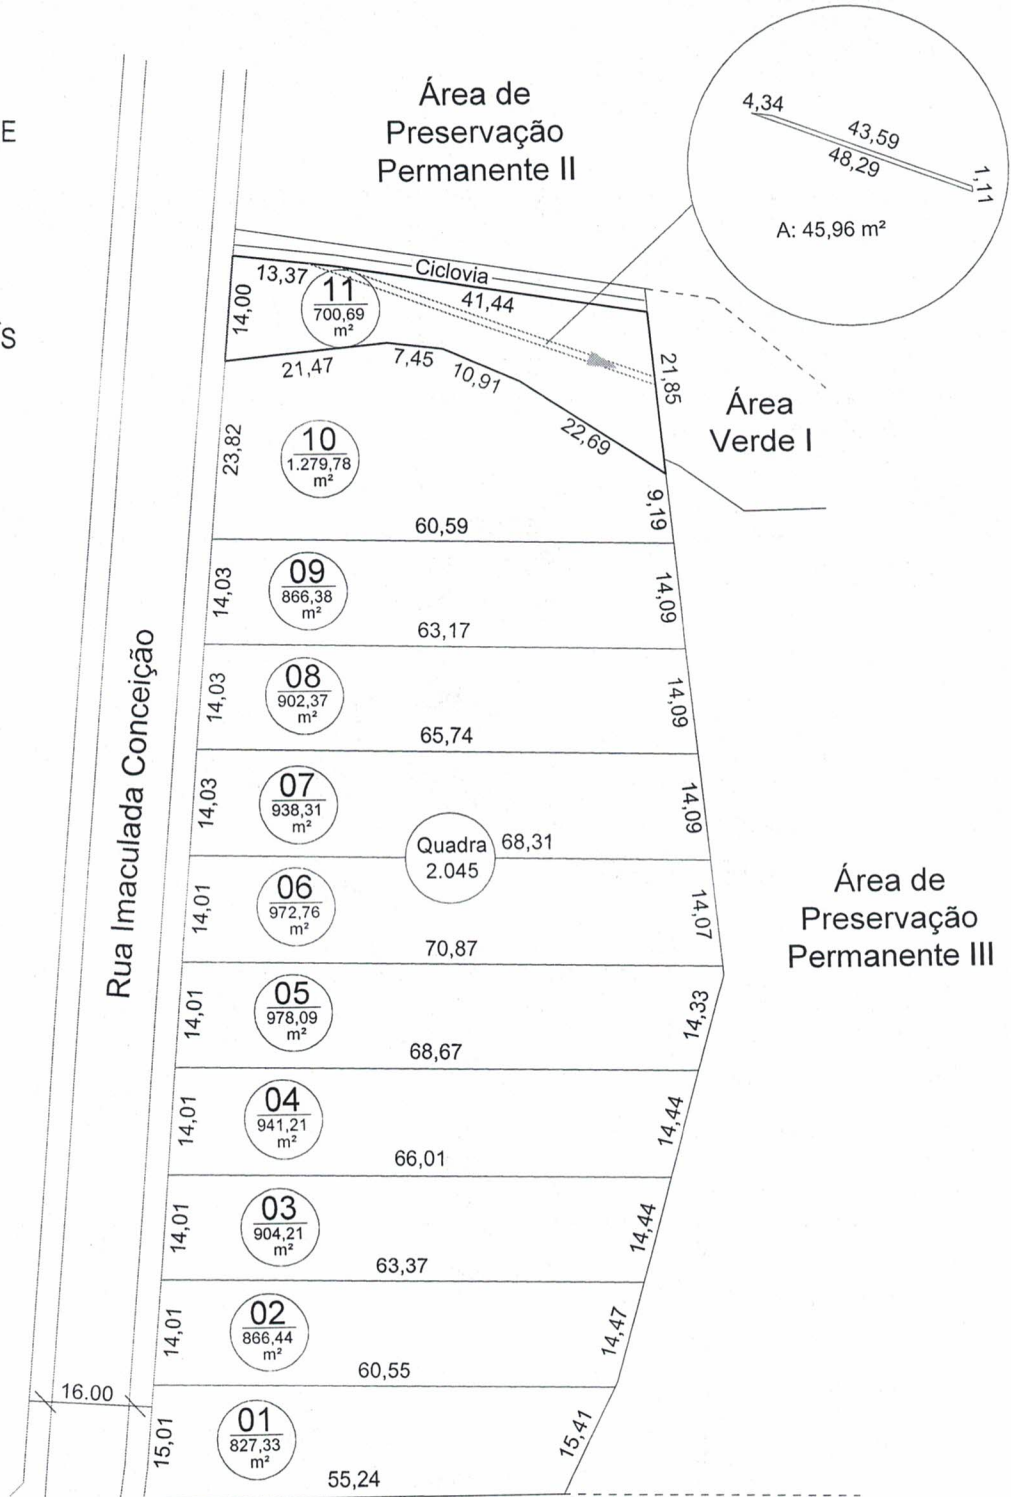 E
S
Área de
Preservação
Permanente II
4,34
43,59
48,29
1,11
A: 45,96 m²
Ciclovia
13,37
41,44
14,00
11
700,69
m²
21,85
21,47
7,45
10,91
22,69
Área
Verde I
23,82
10
1.279,78
m²
9,19
60,59
14,03
09
866,38
m²
14,09
63,17
14,03
08
902,37
m²
14,09
65,74
14,03
07
938,31
m²
14,09
Quadra
2.045
68,31
Rua Imaculada Conceição
14,01
06
972,76
m²
14,07
70,87
Área de
Preservação
Permanente III
14,01
05
978,09
m²
14,33
68,67
14,01
04
941,21
m²
14,44
66,01
14,01
03
904,21
m²
14,44
63,37
14,01
02
866,44
m²
14,47
60,55
16.00
15,01
01
827,33
m²
15,41
55,24